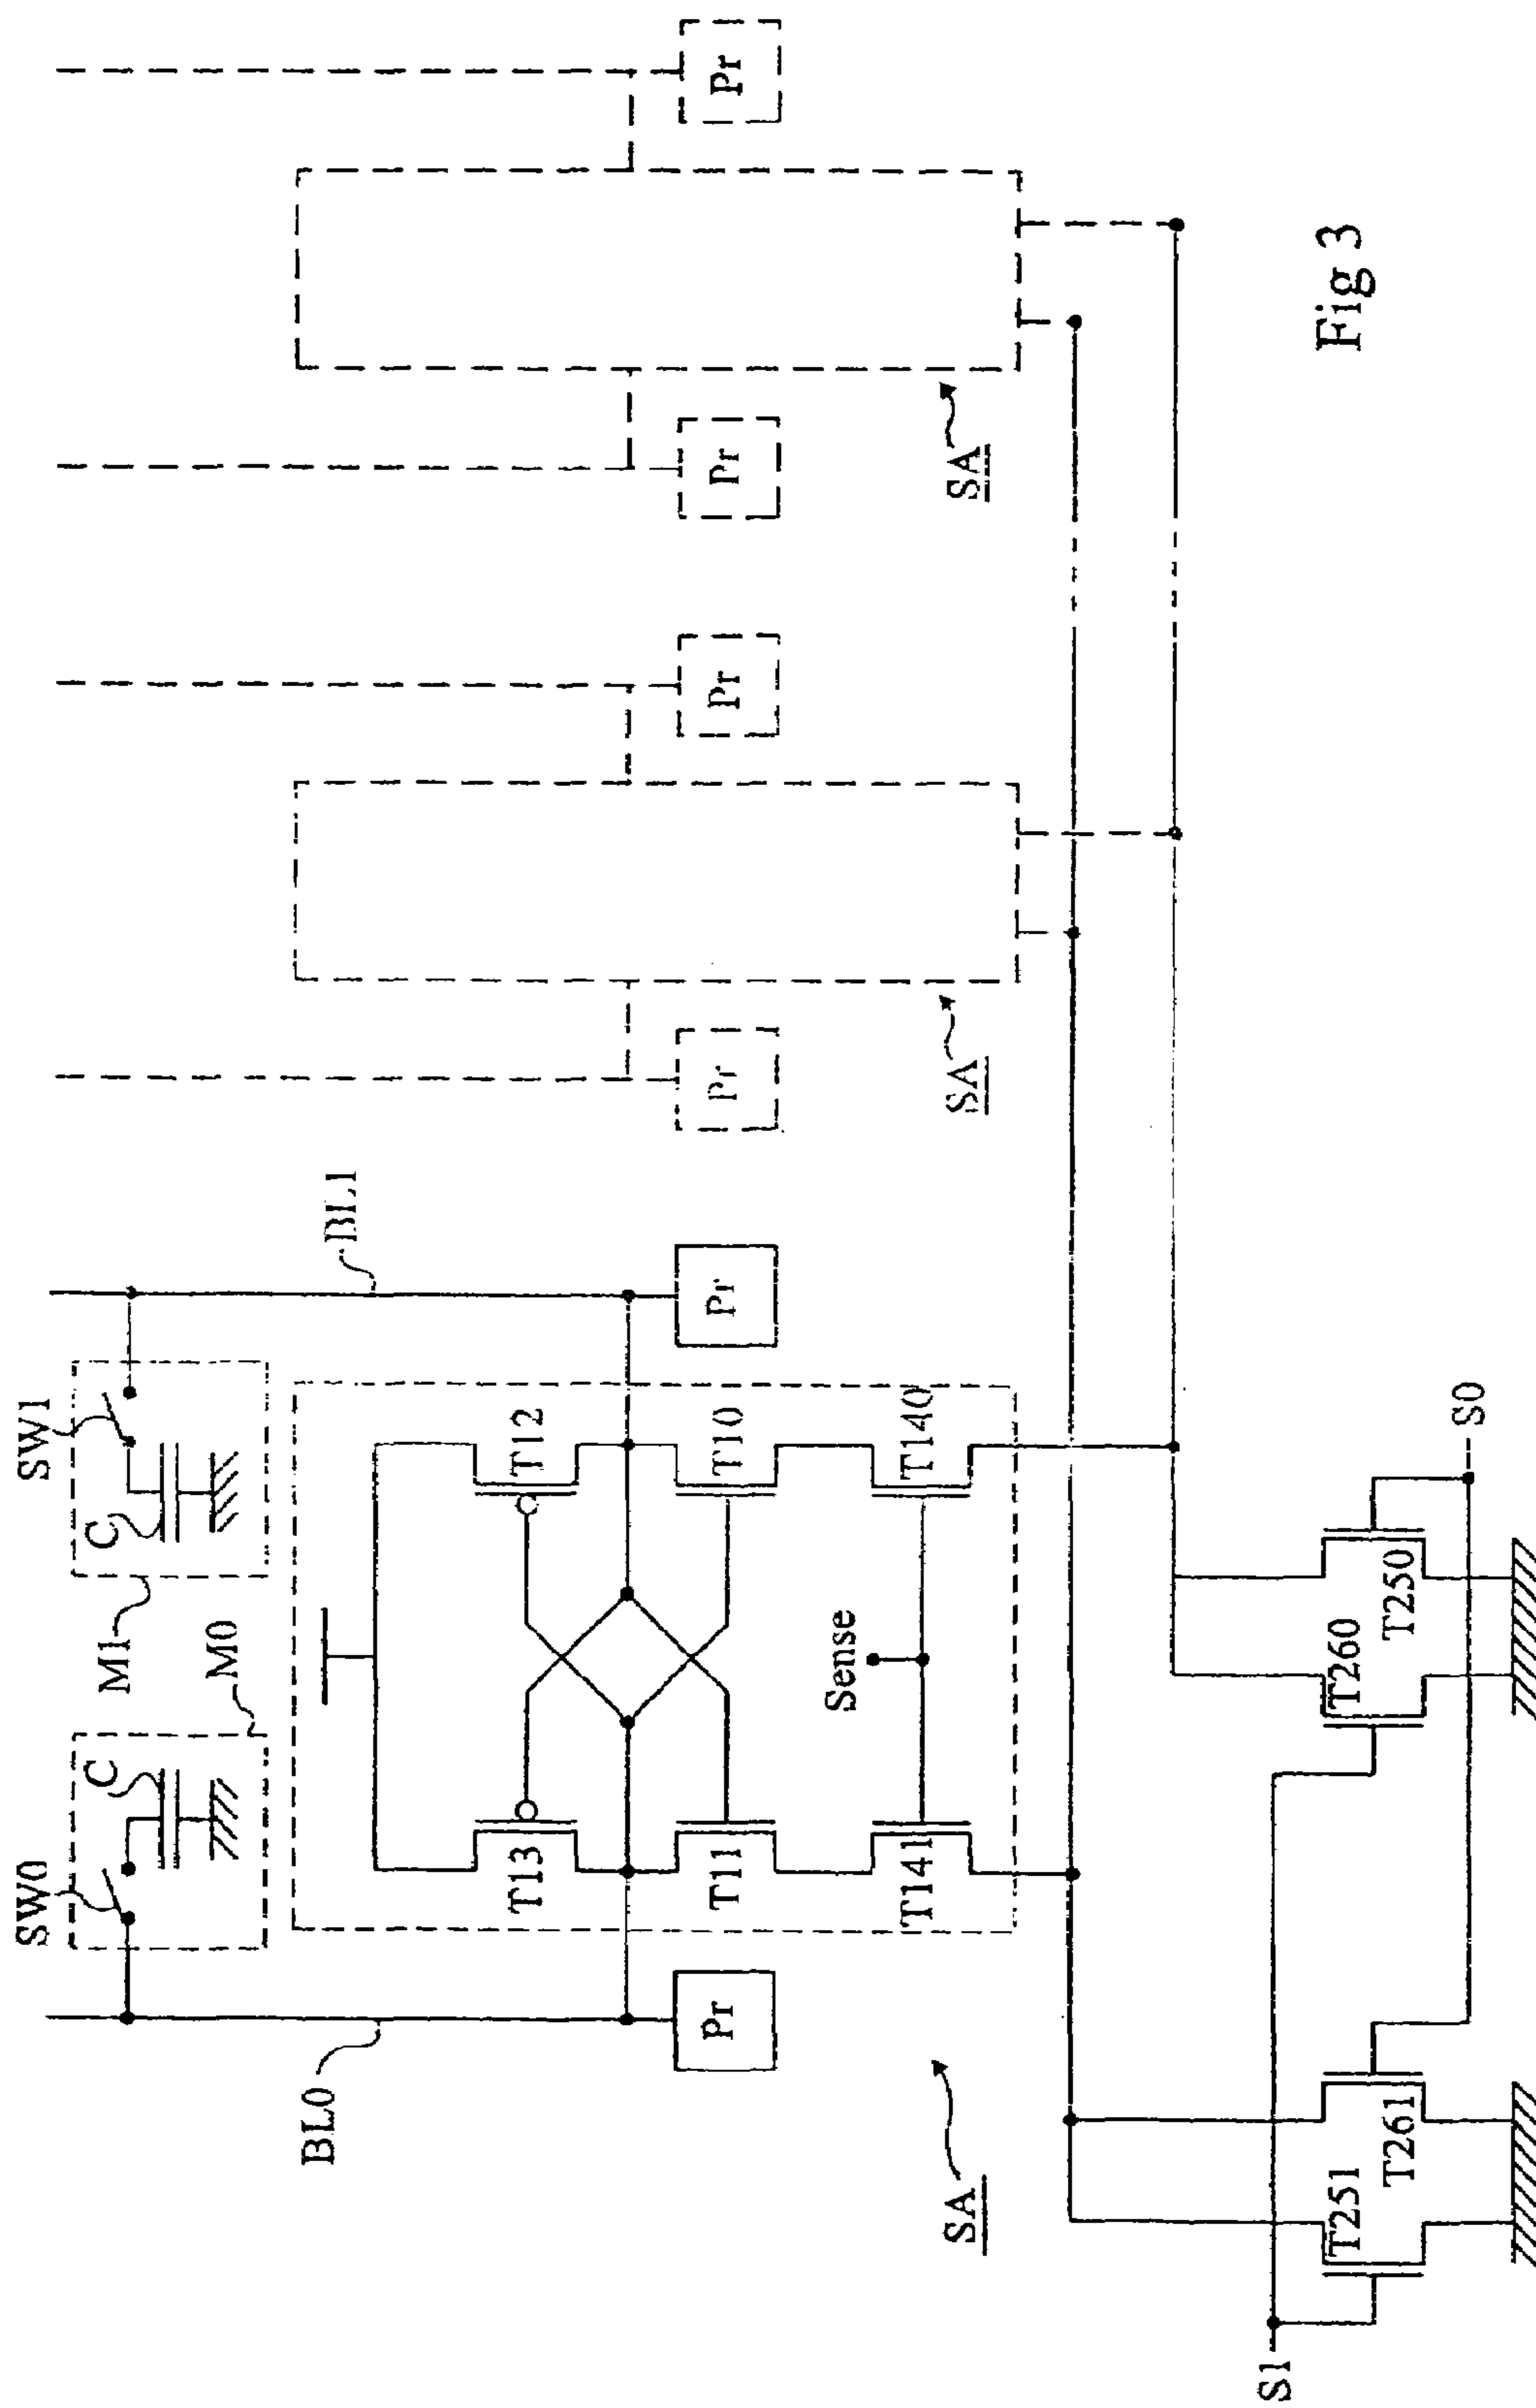 SW0
C
M0
SW1
C
M1
BL0
BL1
T13
T12
T11
T10
Sense
T141
T140
Pr
Pr
Pr
Pr
Pr
Pr
SA
SA
SA
S1
T251
T261
T260
T250
S0
Fig 3